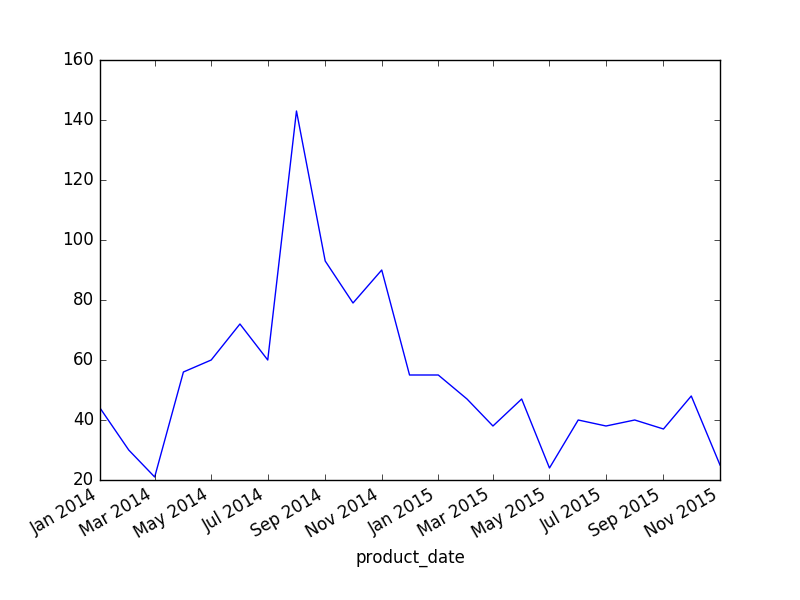 160
140
120
100
80
60
40
20
Jan 2014
Mar 2014
May 2014
Jul 2014
Sep 2014
Nov 2014
Jan 2015
Mar 2015
May 2015
Jul 2015
Sep 2015
Nov 2015
product_date